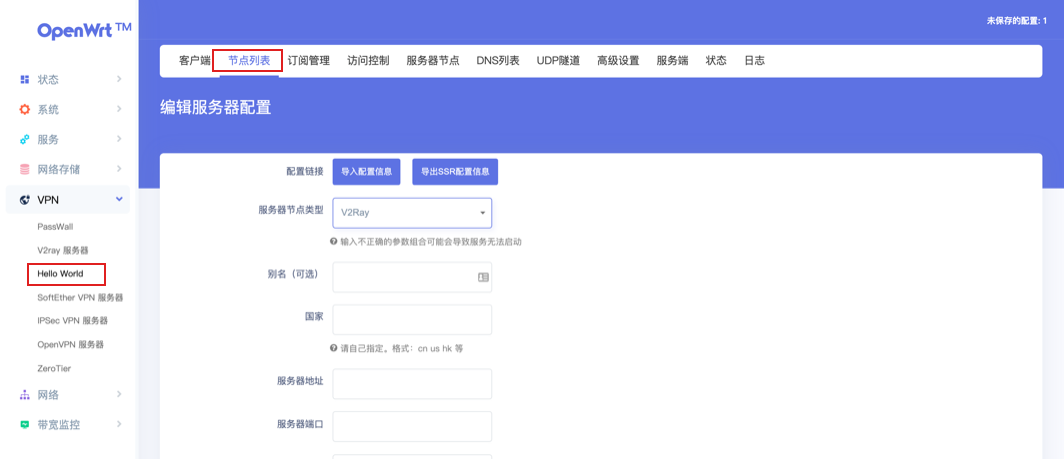 OpenWrt™
未保存的配置: 1
客户端 节点列表 订阅管理 访问控制 服务器节点 DNS列表 UDP隧道 高级设置 服务端 状态 日志
状态
系统
服务
网络存储
VPN
PassWall
V2ray 服务器
Hello World
SoftEther VPN 服务器
IPSec VPN 服务器
OpenVPN 服务器
ZeroTier
网络
带宽监控
编辑服务器配置
配置链接 导入配置信息 导出SSR配置信息
服务器节点类型 V2Ray
输入不正确的参数组合可能会导致服务无法启动
别名（可选）
国家
请自己指定。格式：cn us hk 等
服务器地址
服务器端口